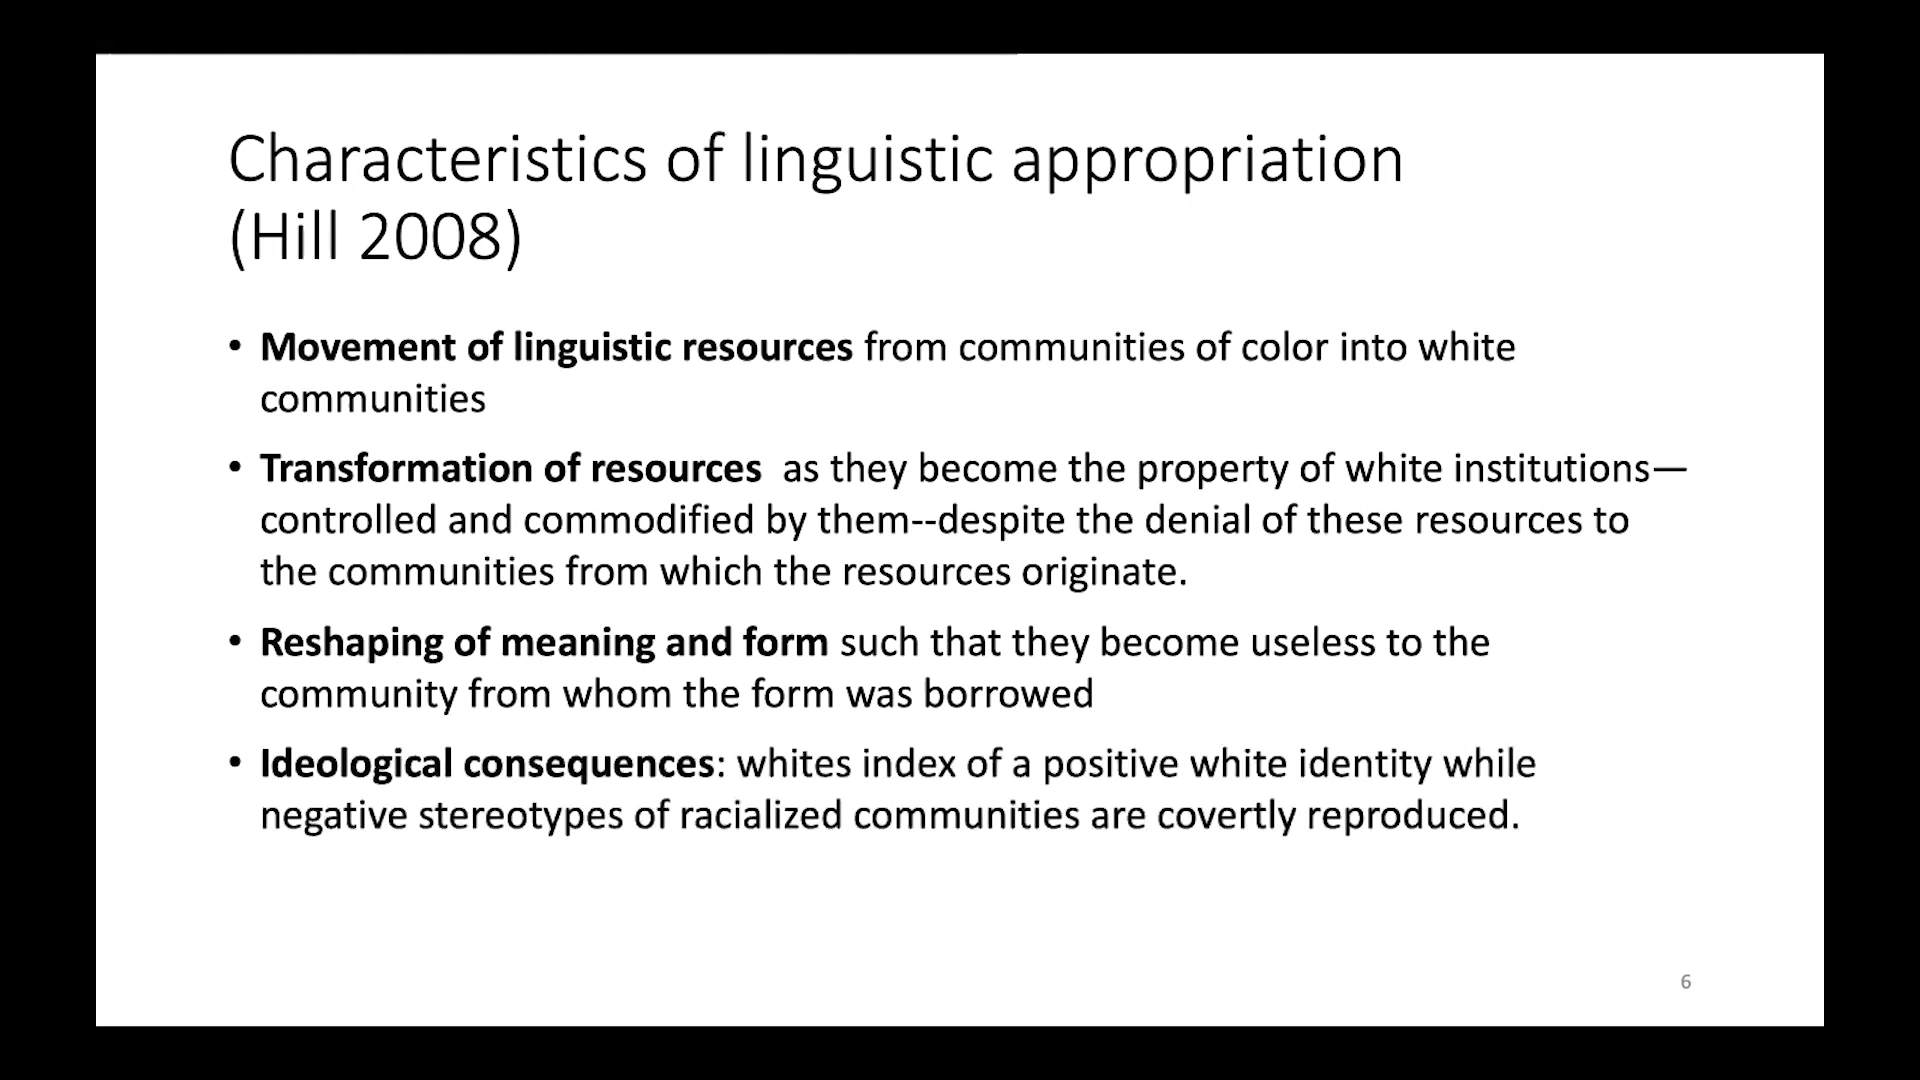 Characteristics of linguistic appropriation
(Hill 2008)
• Movement of linguistic resources from communities of color into white
communities
• Transformation of resources  as they become the property of white institutions—
controlled and commodified by them--despite the denial of these resources to
the communities from which the resources originate.
• Reshaping of meaning and form such that they become useless to the
community from whom the form was borrowed
• Ideological consequences: whites index of a positive white identity while
negative stereotypes of racialized communities are covertly reproduced.
6